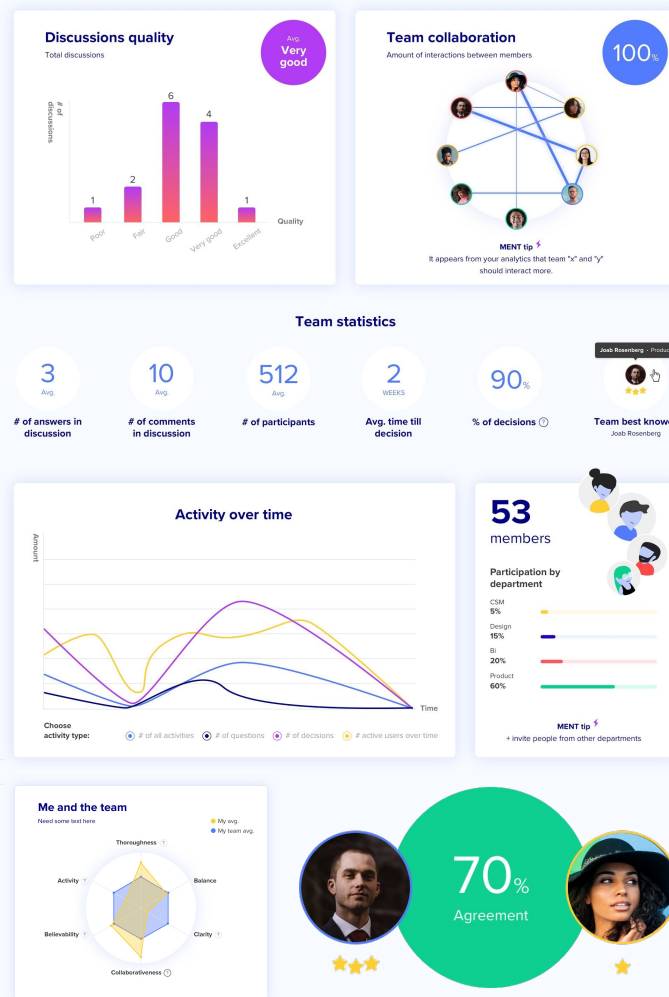 Discussions quality
Total discussions
Avg.
Very
good
# of
discussions
6
4
2
1
1
Poor
Fair
Good
Very good
Excellent
Quality
Team collaboration
Amount of interactions between members
100%
MENT tip
It appears from your analytics that team "x" and "y"
should interact more.
Team statistics
3
Avg.
# of answers in
discussion
10
Avg.
# of comments
in discussion
512
Avg.
# of participants
2
WEEKS
Avg. time till
decision
90%
% of decisions ?
Joab Rosenberg · Produc
Team best know
Joab Rosenberg
Activity over time
Amount
Time
Choose
activity type:
# of all activities
# of questions
# of decisions
# active users over time
53
members
Participation by
department
CSM
5%
Design
15%
Bi
20%
Product
60%
MENT tip
+ invite people from other departments
Me and the team
Need some text here
My avg.
My team avg.
Thoroughness ?
Activity ?
Balance
Believability ?
Clarity ?
Collaborativeness ?
70%
Agreement